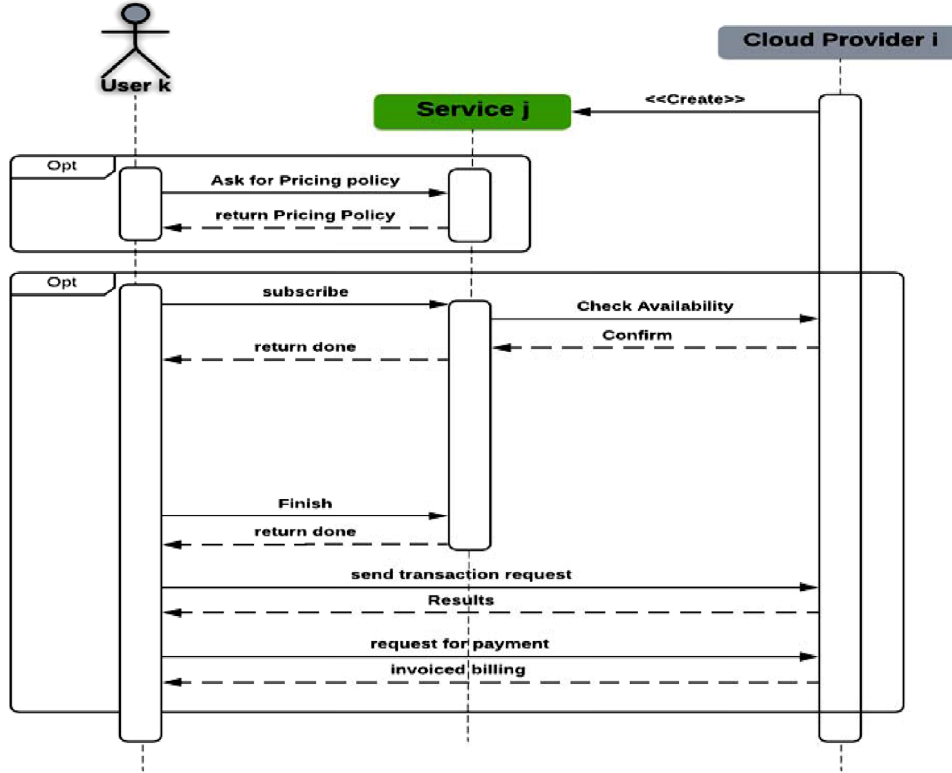 Cloud Provider i
User k
Service j
<<Create>>
Opt
Ask for Pricing policy
return Pricing Policy
Opt
subscribe
Check Availability
Confirm
return done
Finish
return done
send transaction request
Results
request for payment
invoiced billing